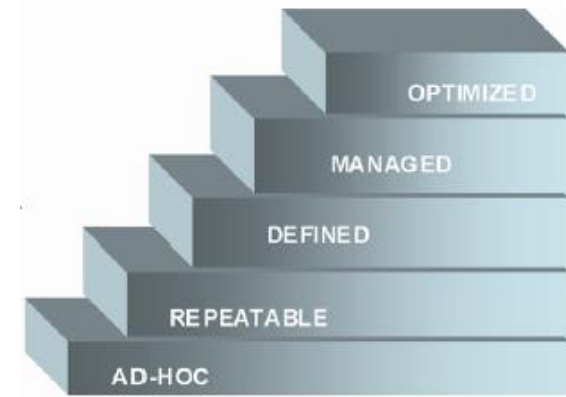 OPTIMIZED
MANAGED
DEFINED
REPEATABLE
AD-HOC